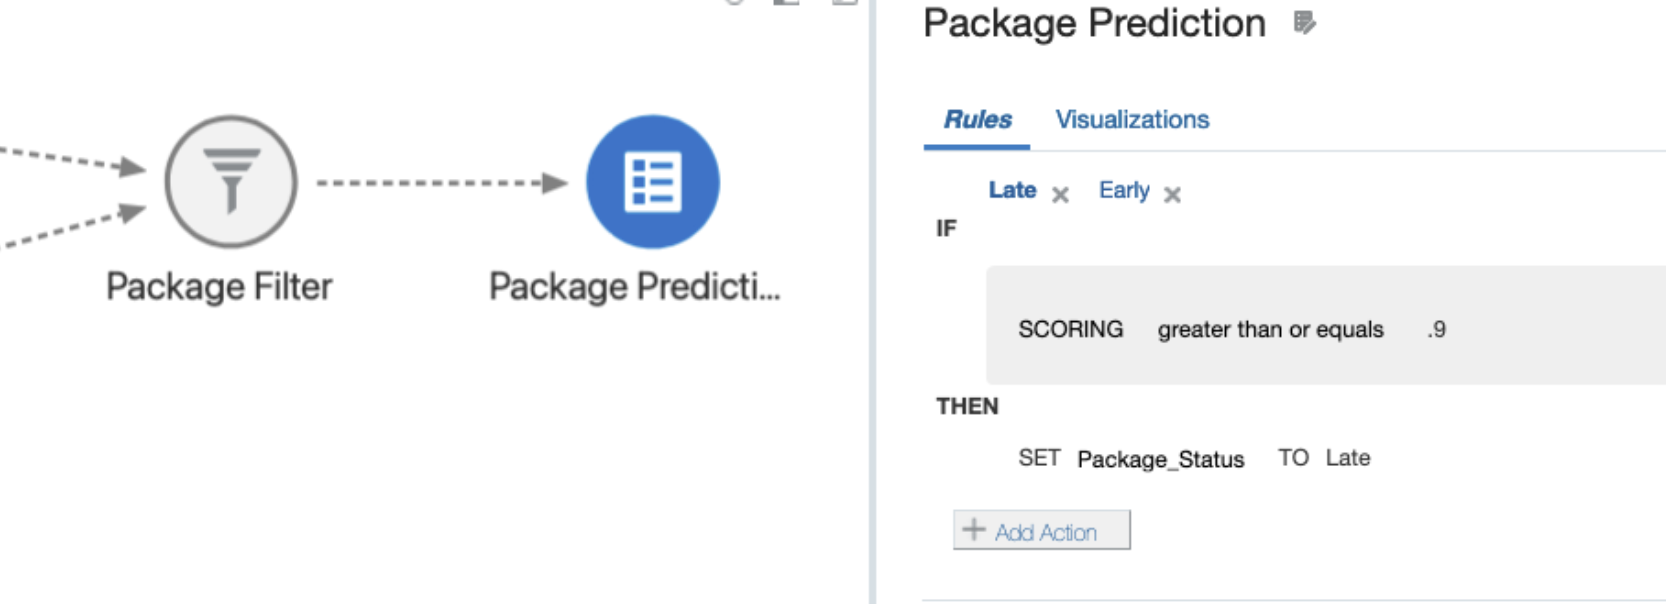 Package Filter
Package Predicti...
Package Prediction
Rules Visualizations
Late Early
IF
SCORING greater than or equals .9
THEN
SET Package_Status TO Late
Add Action